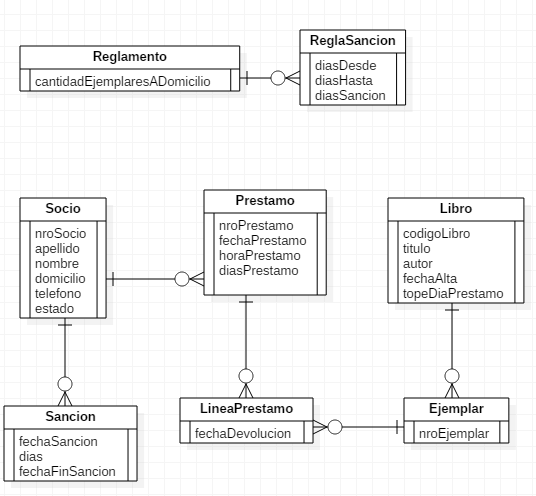 Reglamento
cantidadEjemplaresADomicilio
ReglaSancion
diasDesde
diasHasta
diasSancion
Socio
nroSocio
apellido
nombre
domicilio
telefono
estado
Prestamo
nroPrestamo
fechaPrestamo
horaPrestamo
diasPrestamo
Libro
codigoLibro
titulo
autor
fechaAlta
topeDiaPrestamo
Sancion
fechaSancion
dias
fechaFinSancion
LineaPrestamo
fechaDevolucion
Ejemplar
nroEjemplar